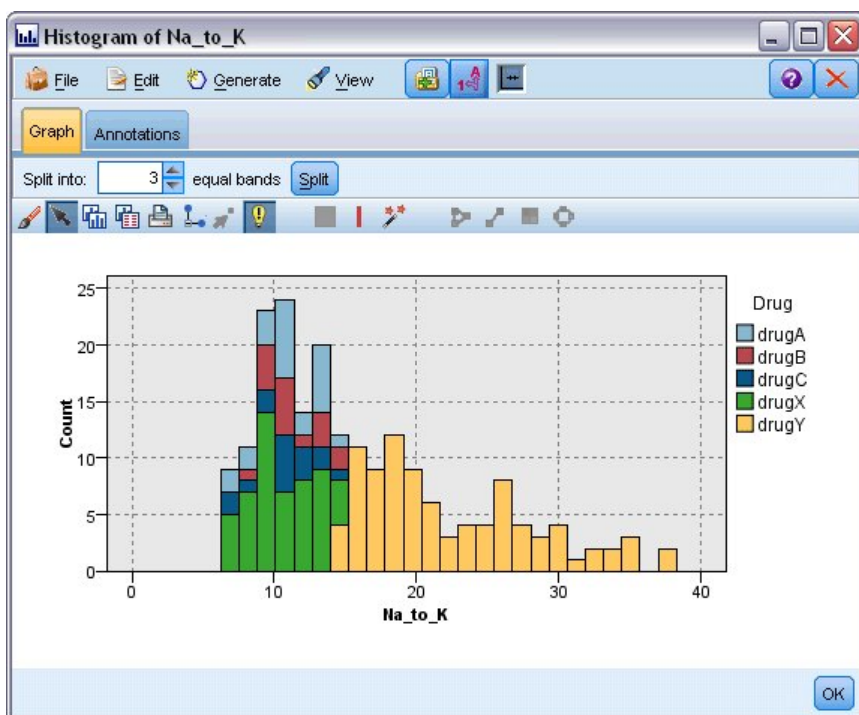 Histogram of Na_to_K
File Edit Generate View
Graph Annotations
Split into: 3 equal bands Split
Drug
drugA
drugB
drugC
drugX
drugY
25
20
15
10
5
0
Count
0 10 20 30 40
Na_to_K
OK